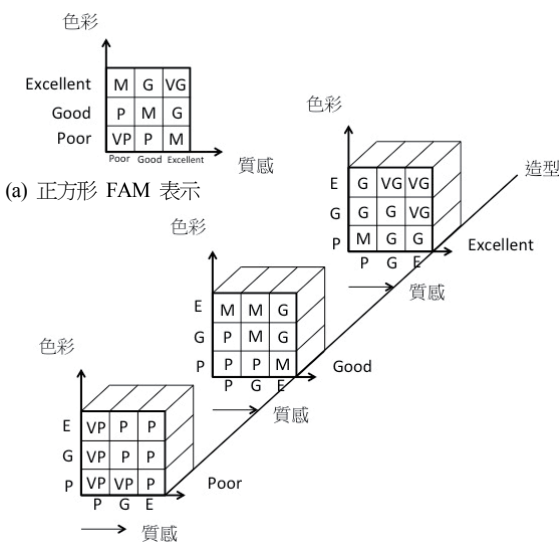 色彩
Excellent M G VG
Good P M G
Poor VP P M
Poor Good Excellent
質感
(a) 正方形 FAM 表示
色彩
造型
E G VG VG
G G G VG
P M G G
Excellent
P G E
質感
色彩
E M M G
G P M G
P P P M
Good
P G E
質感
色彩
E VP P P
G VP P P
P VP VP P
Poor
P G E
質感